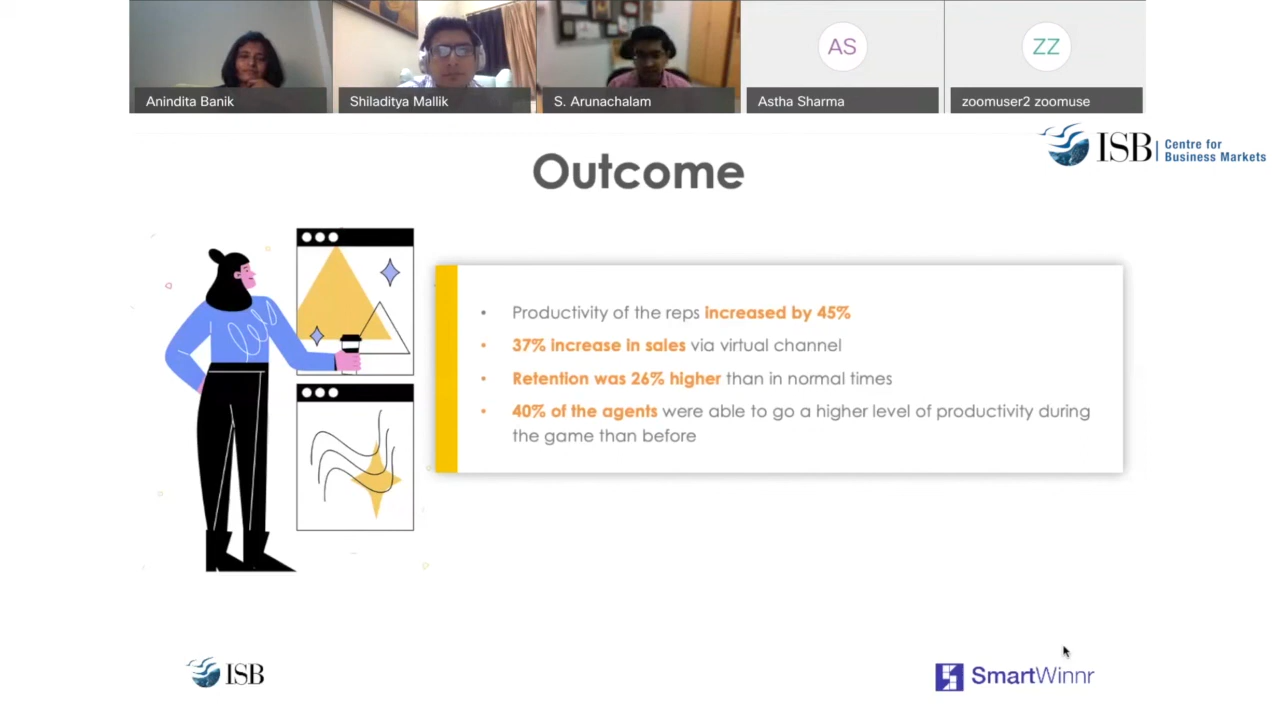 Anindita Banik
Shiladitya Mallik
S. Arunachalam
AS
Astha Sharma
ZZ
zoomuser2 zoomuse
ISB
Centre for
Business Markets
Outcome
• Productivity of the reps increased by 45%
• 37% increase in sales via virtual channel
• Retention was 26% higher than in normal times
• 40% of the agents were able to go a higher level of productivity during
the game than before
ISB
SmartWinnr